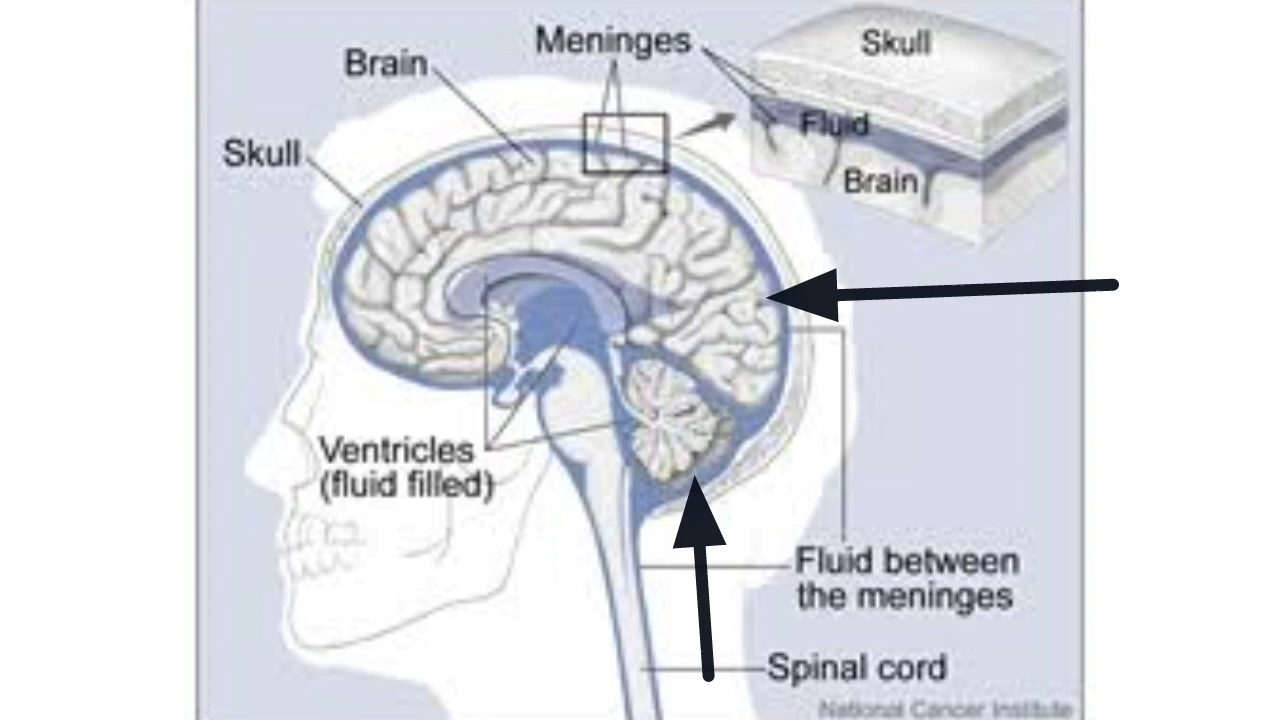 Meninges
Skull
Brain
Fluid
Skull
Brain
Ventricles
(fluid filled)
Fluid between
the meninges
Spinal cord
National Cancer Institute